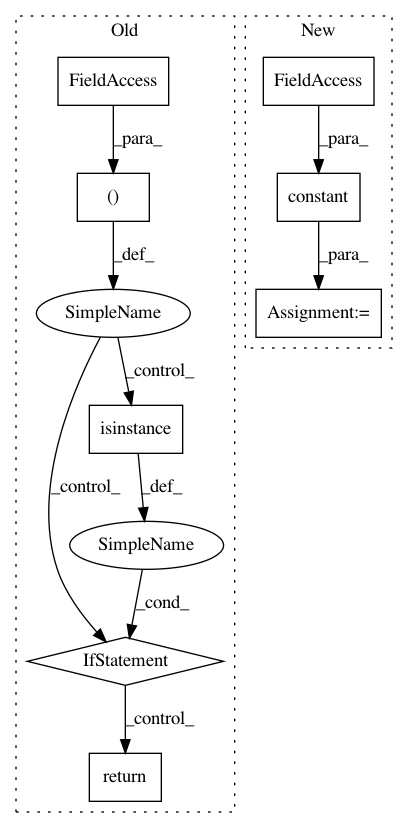 Old
New
FieldAccess
FieldAccess
_para_
_para_
()
constant
_def_
_para_
SimpleName
Assignment:=
_control_
isinstance
_control_
_def_
SimpleName
_cond_
IfStatement
_control_
return